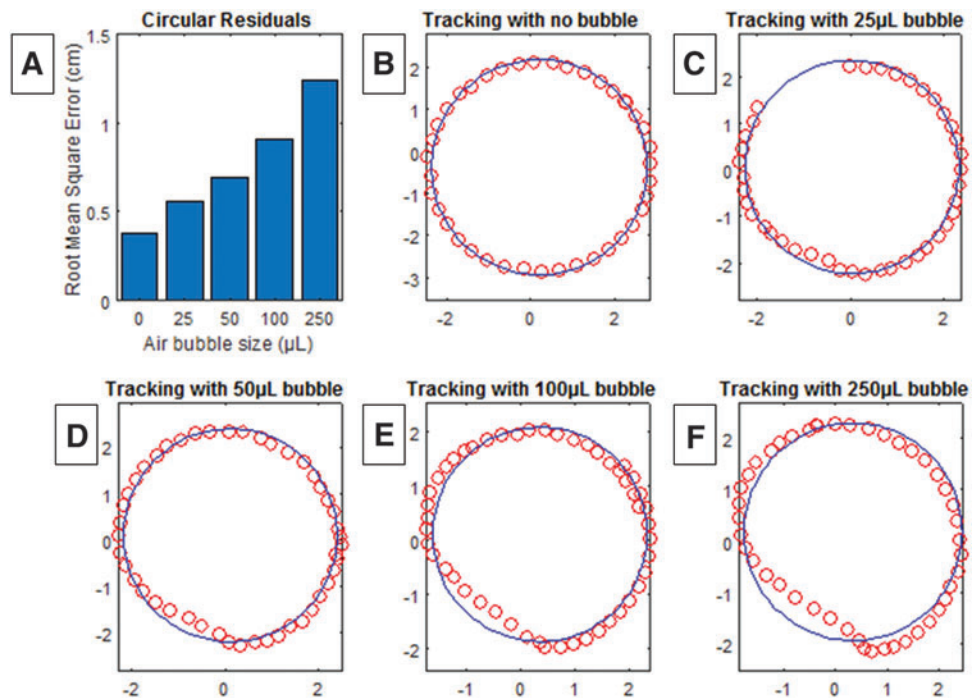 Circular Residuals
A
Root Mean Square Error (cm)
1.5
1
0.5
0
0 25 50 100 250
Air bubble size (µL)
Tracking with no bubble
B
2
1
0
-1
-2
-3
-2 0 2
Tracking with 25µL bubble
C
2
1
0
-1
-2
-2 0 2
Tracking with 50µL bubble
D
2
1
0
-1
-2
-2 0 2
Tracking with 100µL bubble
E
2
1
0
-1
-2
-1 0 1 2
Tracking with 250µL bubble
F
2
1
0
-1
-2
-1 0 1 2